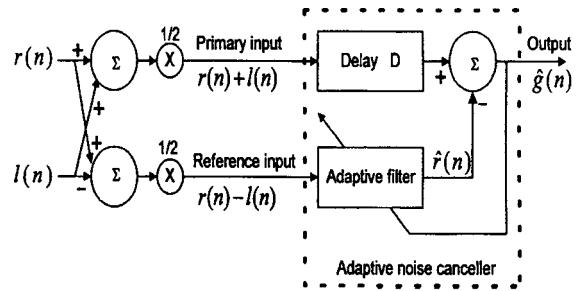 r(n)
+
Σ
1/2
X
Primary input
r(n)+l(n)
Delay D
+
Σ
−
Output
ĝ(n)
+
+
l(n)
−
Σ
1/2
X
Reference input
r(n)−l(n)
Adaptive filter
r̂(n)
Adaptive noise canceller